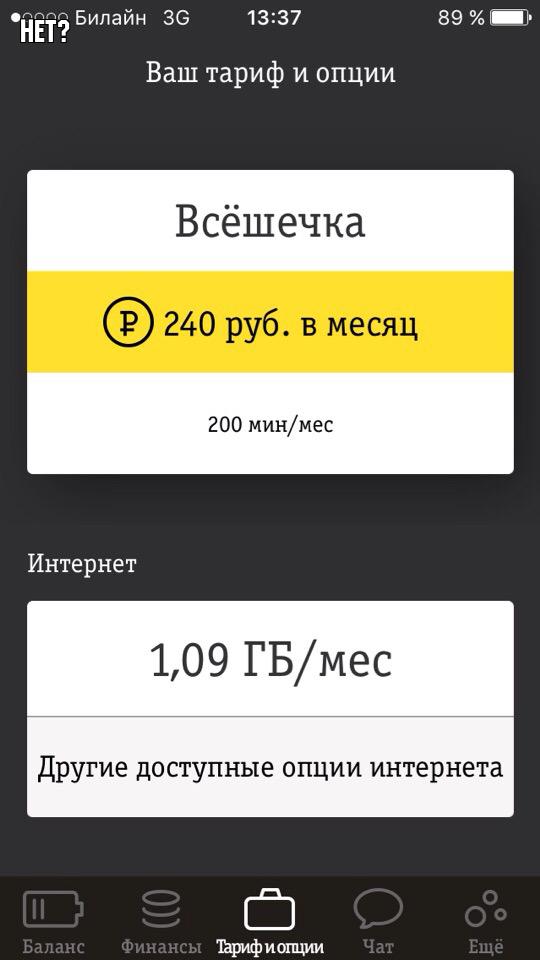 Билайн 3G 13:37 89 %
НЕТ?
Ваш тариф и опции
Всёшечка
₽ 240 руб. в месяц
200 мин/мес
Интернет
1,09 ГБ/мес
Другие доступные опции интернета
Баланс Финансы Тариф и опции Чат Ещё